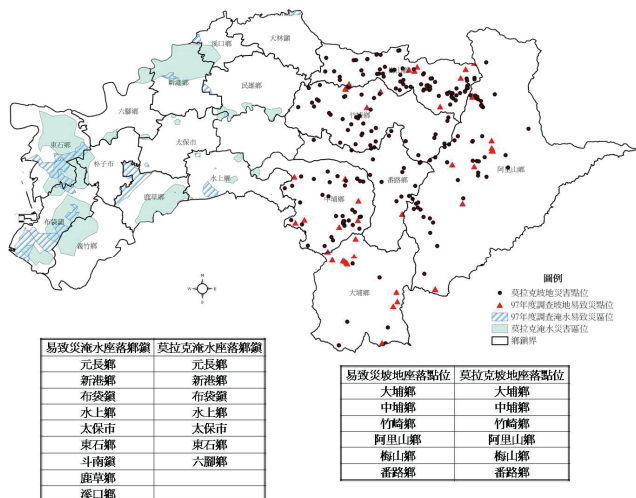 大林鎮
溪口鄉
新港鄉
民雄鄉
六腳鄉
東石鄉
太保市
朴子市
水上鄉
鹿草鄉
布袋鎮
義竹鄉
中埔鄉
番路鄉
阿里山鄉
大埔鄉
N
W E
S
圖例
莫拉克坡地災害點位
97年度調查坡地易致災點位
97年度調查淹水易致災區位
莫拉克淹水災害區位
鄉鎮界
易致災淹水座落鄉鎮 莫拉克淹水座落鄉鎮
元長鄉 元長鄉
新港鄉 新港鄉
布袋鎮 布袋鎮
水上鄉 水上鄉
太保市 太保市
東石鄉 東石鄉
斗南鎮 六腳鄉
鹿草鄉
溪口鄉
易致災坡地座落點位 莫拉克坡地座落點位
大埔鄉 大埔鄉
中埔鄉 中埔鄉
竹崎鄉 竹崎鄉
阿里山鄉 阿里山鄉
梅山鄉 梅山鄉
番路鄉 番路鄉